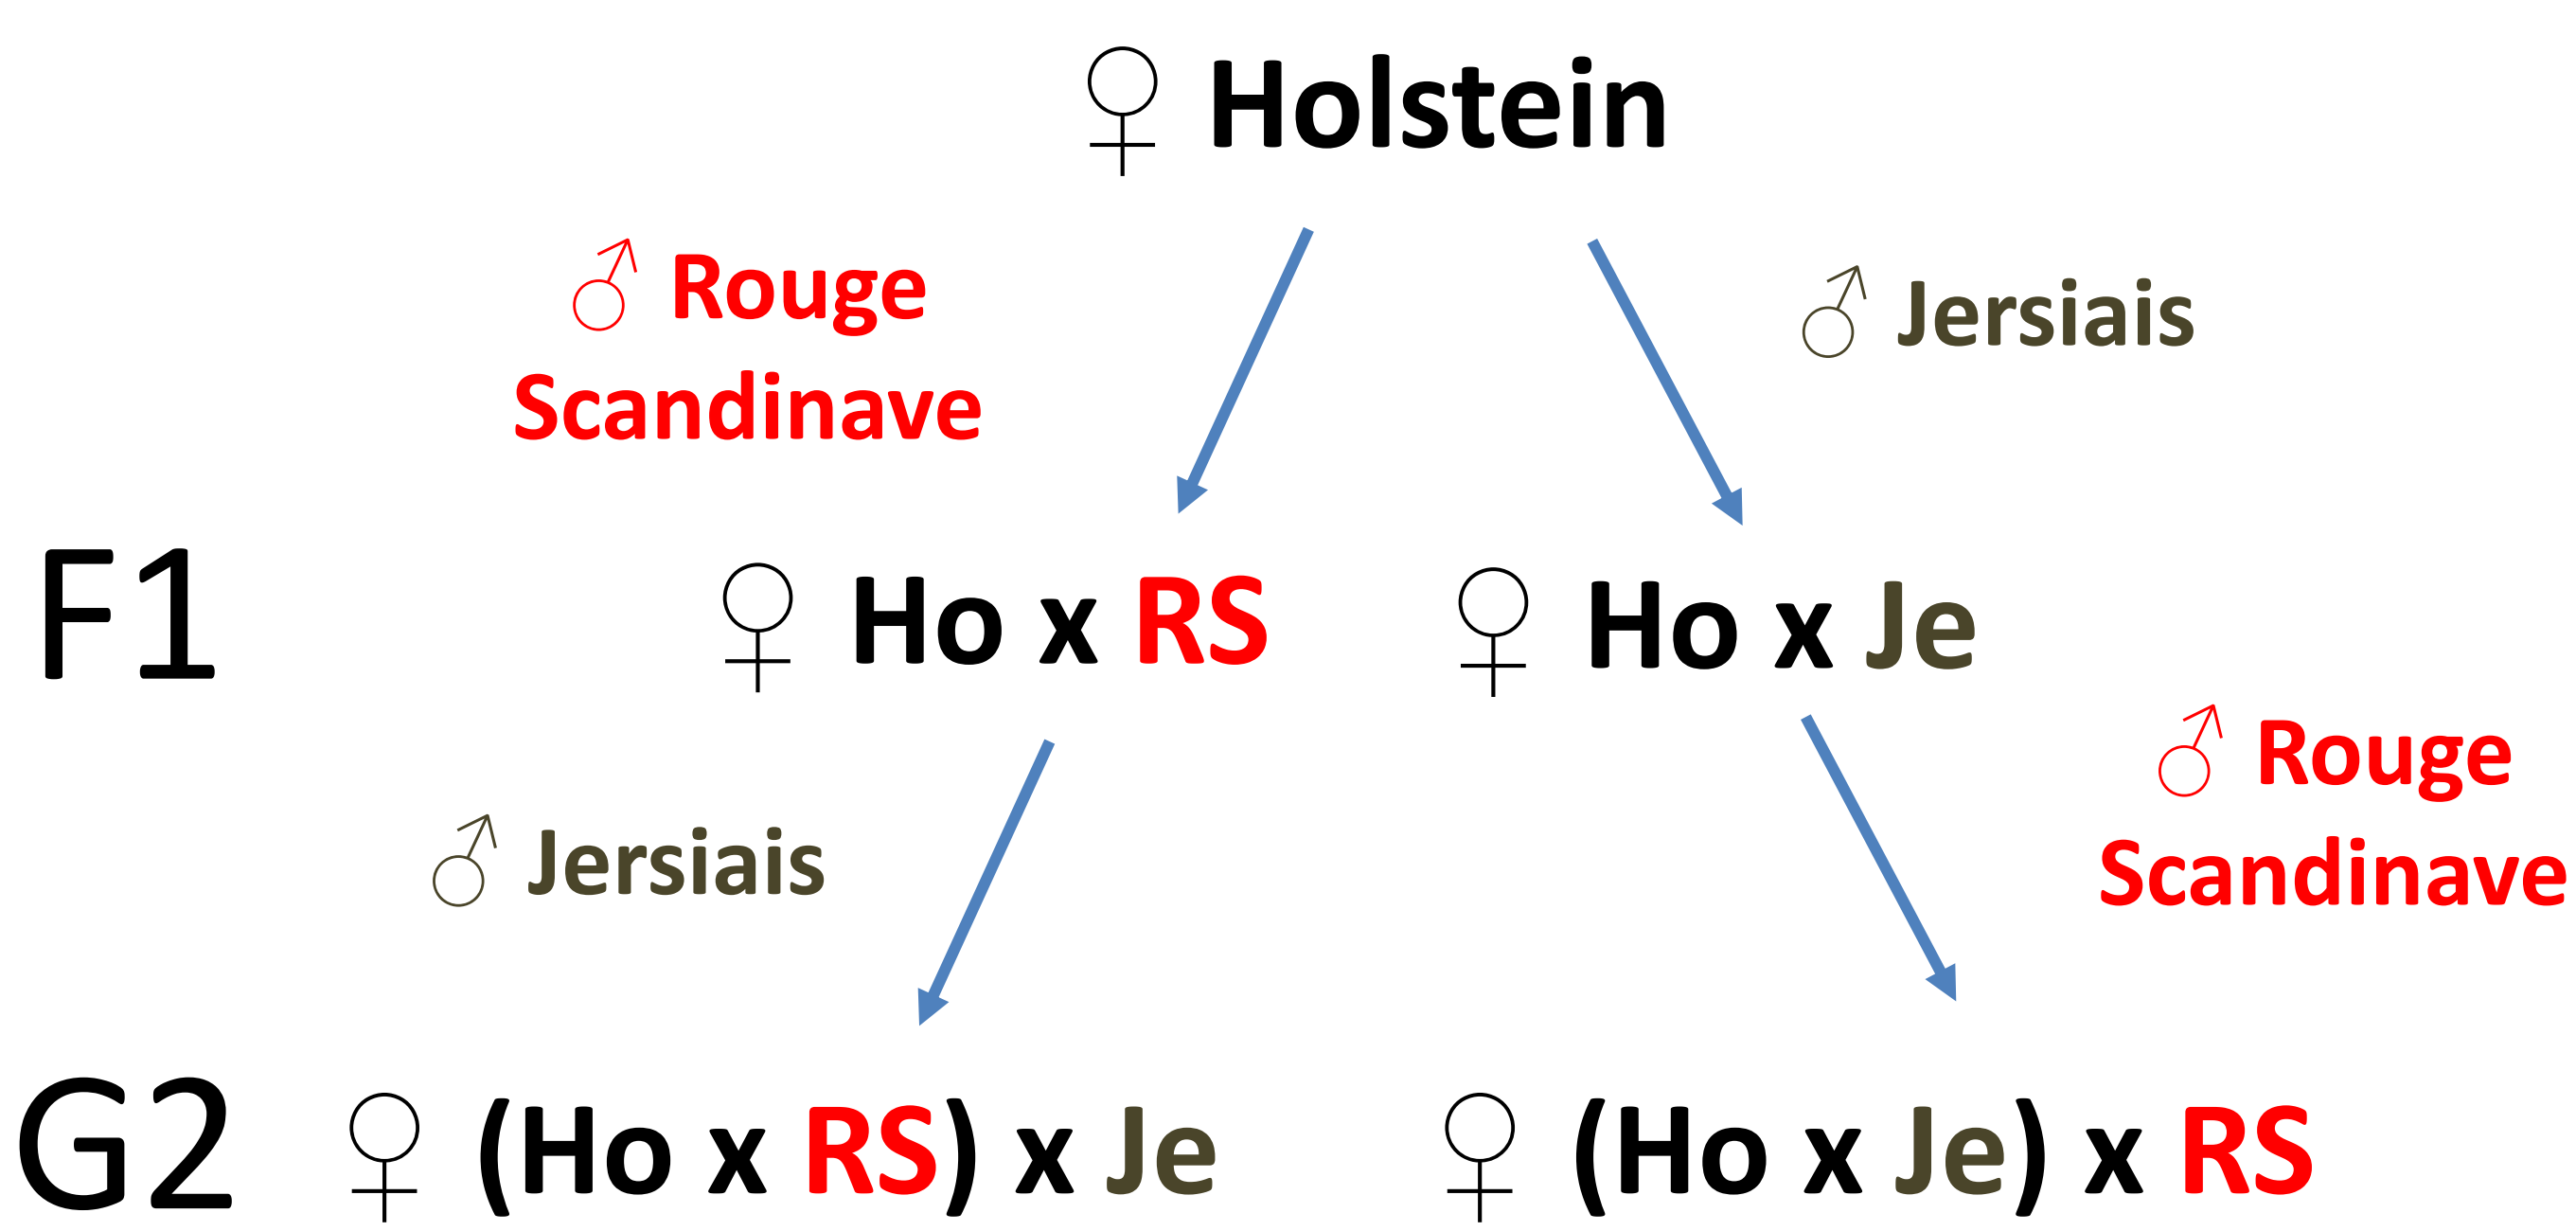 ♀ Holstein
♂ Rouge
Scandinave
♂ Jersiais
F1
♀ Ho x RS
♀ Ho x Je
♂ Jersiais
♂ Rouge
Scandinave
G2
♀ (Ho x RS) x Je
♀ (Ho x Je) x RS